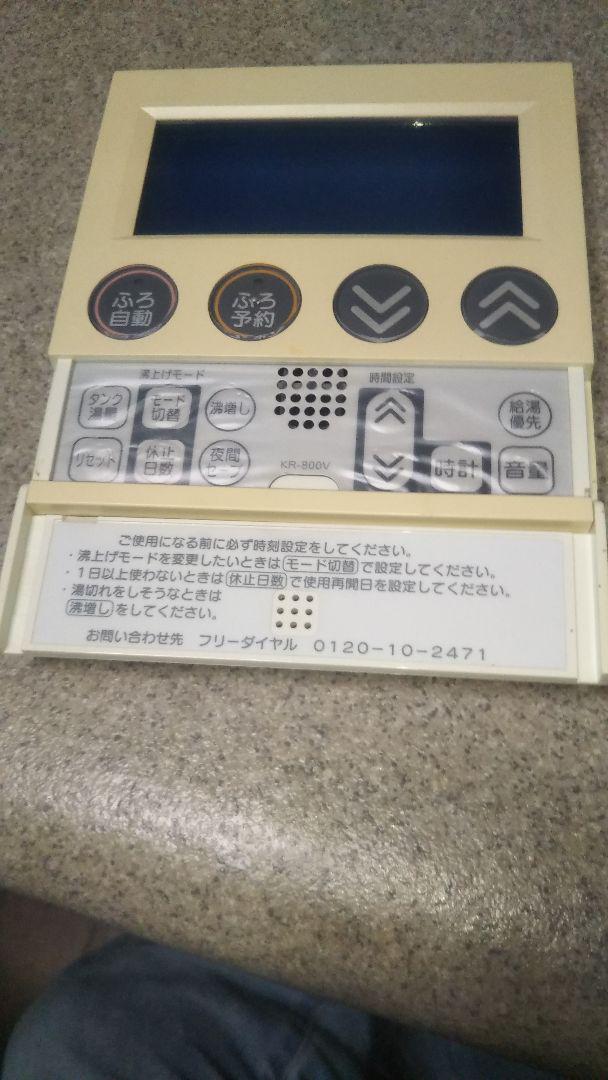 ふろ自動
ふろ予約
沸上げモード
時間設定
タンク湯量
モード切替
沸増し
給湯優先
リセット
休止日数
夜間セーブ
KR-800V
時計
音量
ご使用になる前に必ず時刻設定をしてください。
・沸上げモードを変更したいときはモード切替で設定してください。
・1日以上使わないときは休止日数で使用再開日を設定してください。
・湯切れをしそうなときは
沸増しをしてください。
お問い合わせ先 フリーダイヤル 0120-10-2471